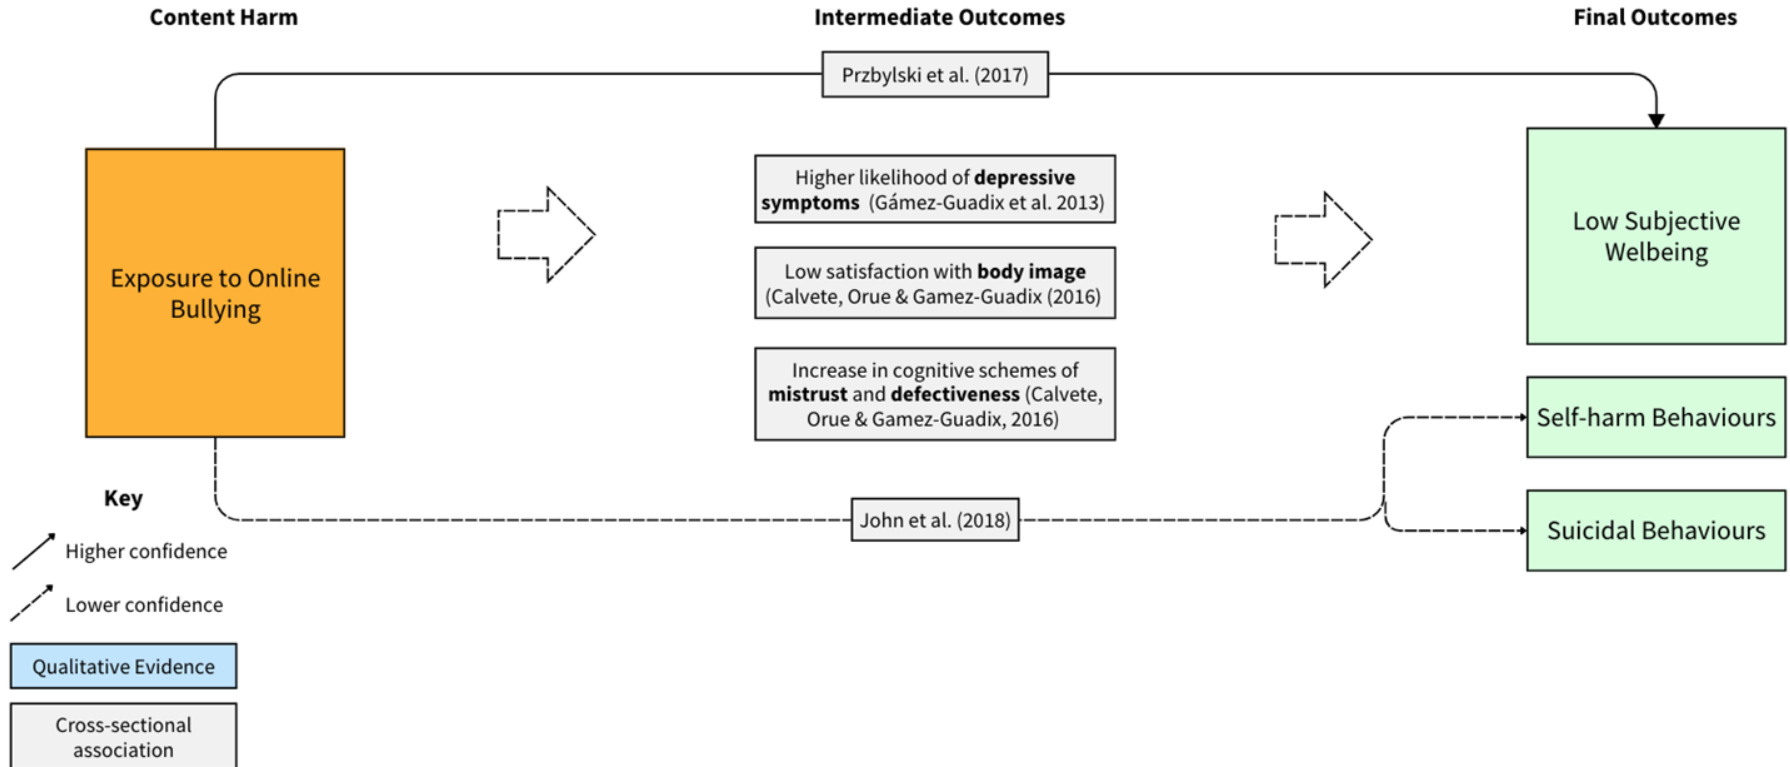 Content Harm
Intermediate Outcomes
Final Outcomes
Przbylski et al. (2017)
Higher likelihood of depressive
symptoms (Gámez-Guadix et al. 2013)
Low satisfaction with body image
(Calvete, Orue & Gamez-Guadix (2016)
Increase in cognitive schemes of
mistrust and defectiveness (Calvete,
Orue & Gamez-Guadix, 2016)
Exposure to Online
Bullying
Low Subjective
Welbeing
Self-harm Behaviours
Suicidal Behaviours
John et al. (2018)
Key
Higher confidence
Lower confidence
Qualitative Evidence
Cross-sectional
association